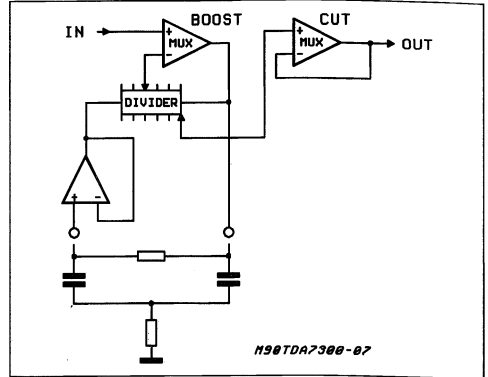 BOOST
CUT
IN
+
MUX
-
+
MUX
-
OUT
DIVIDER
+ -
M90TDA7300-07